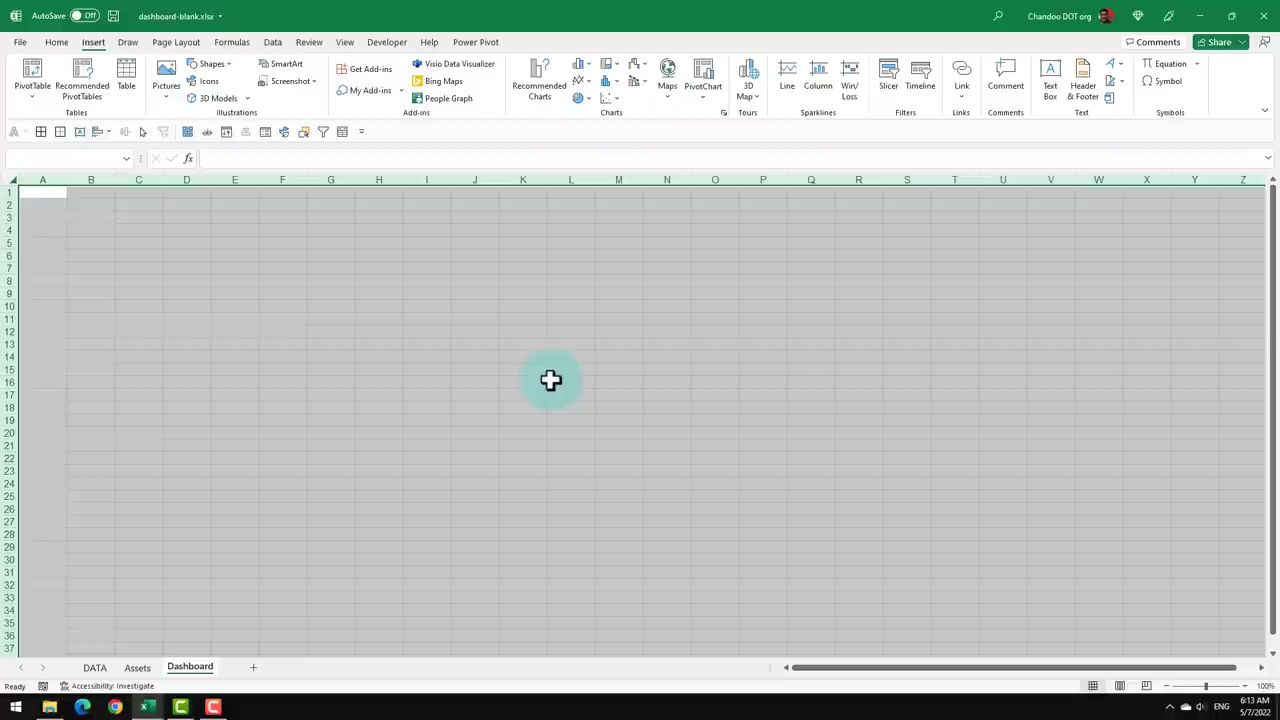 AutoSave Off dashboard-blank.xlsx Chandoo DOT org
File Home Insert Draw Page Layout Formulas Data Review View Developer Help Power Pivot Comments Share
PivotTable Recommended PivotTables Table
Tables
Pictures Shapes Icons 3D Models SmartArt Screenshot
Illustrations
Get Add-ins My Add-ins Visio Data Visualizer Bing Maps People Graph
Add-ins
Recommended Charts Maps PivotChart
Charts
3D Map
Tours
Line Column Win/Loss
Sparklines
Slicer Timeline
Filters
Link
Links
Comment
Comments
Text Box Header & Footer
Text
Equation Symbol
Symbols
fx
A B C D E F G H I J K L M N O P Q R S T U V W X Y Z
1
2
3
4
5
6
7
8
9
10
11
12
13
14
15
16
17
18
19
20
21
22
23
24
25
26
27
28
29
30
31
32
33
34
35
36
37
DATA Assets Dashboard
Ready Accessibility: Investigate 100%
ENG 6:13 AM
5/7/2022